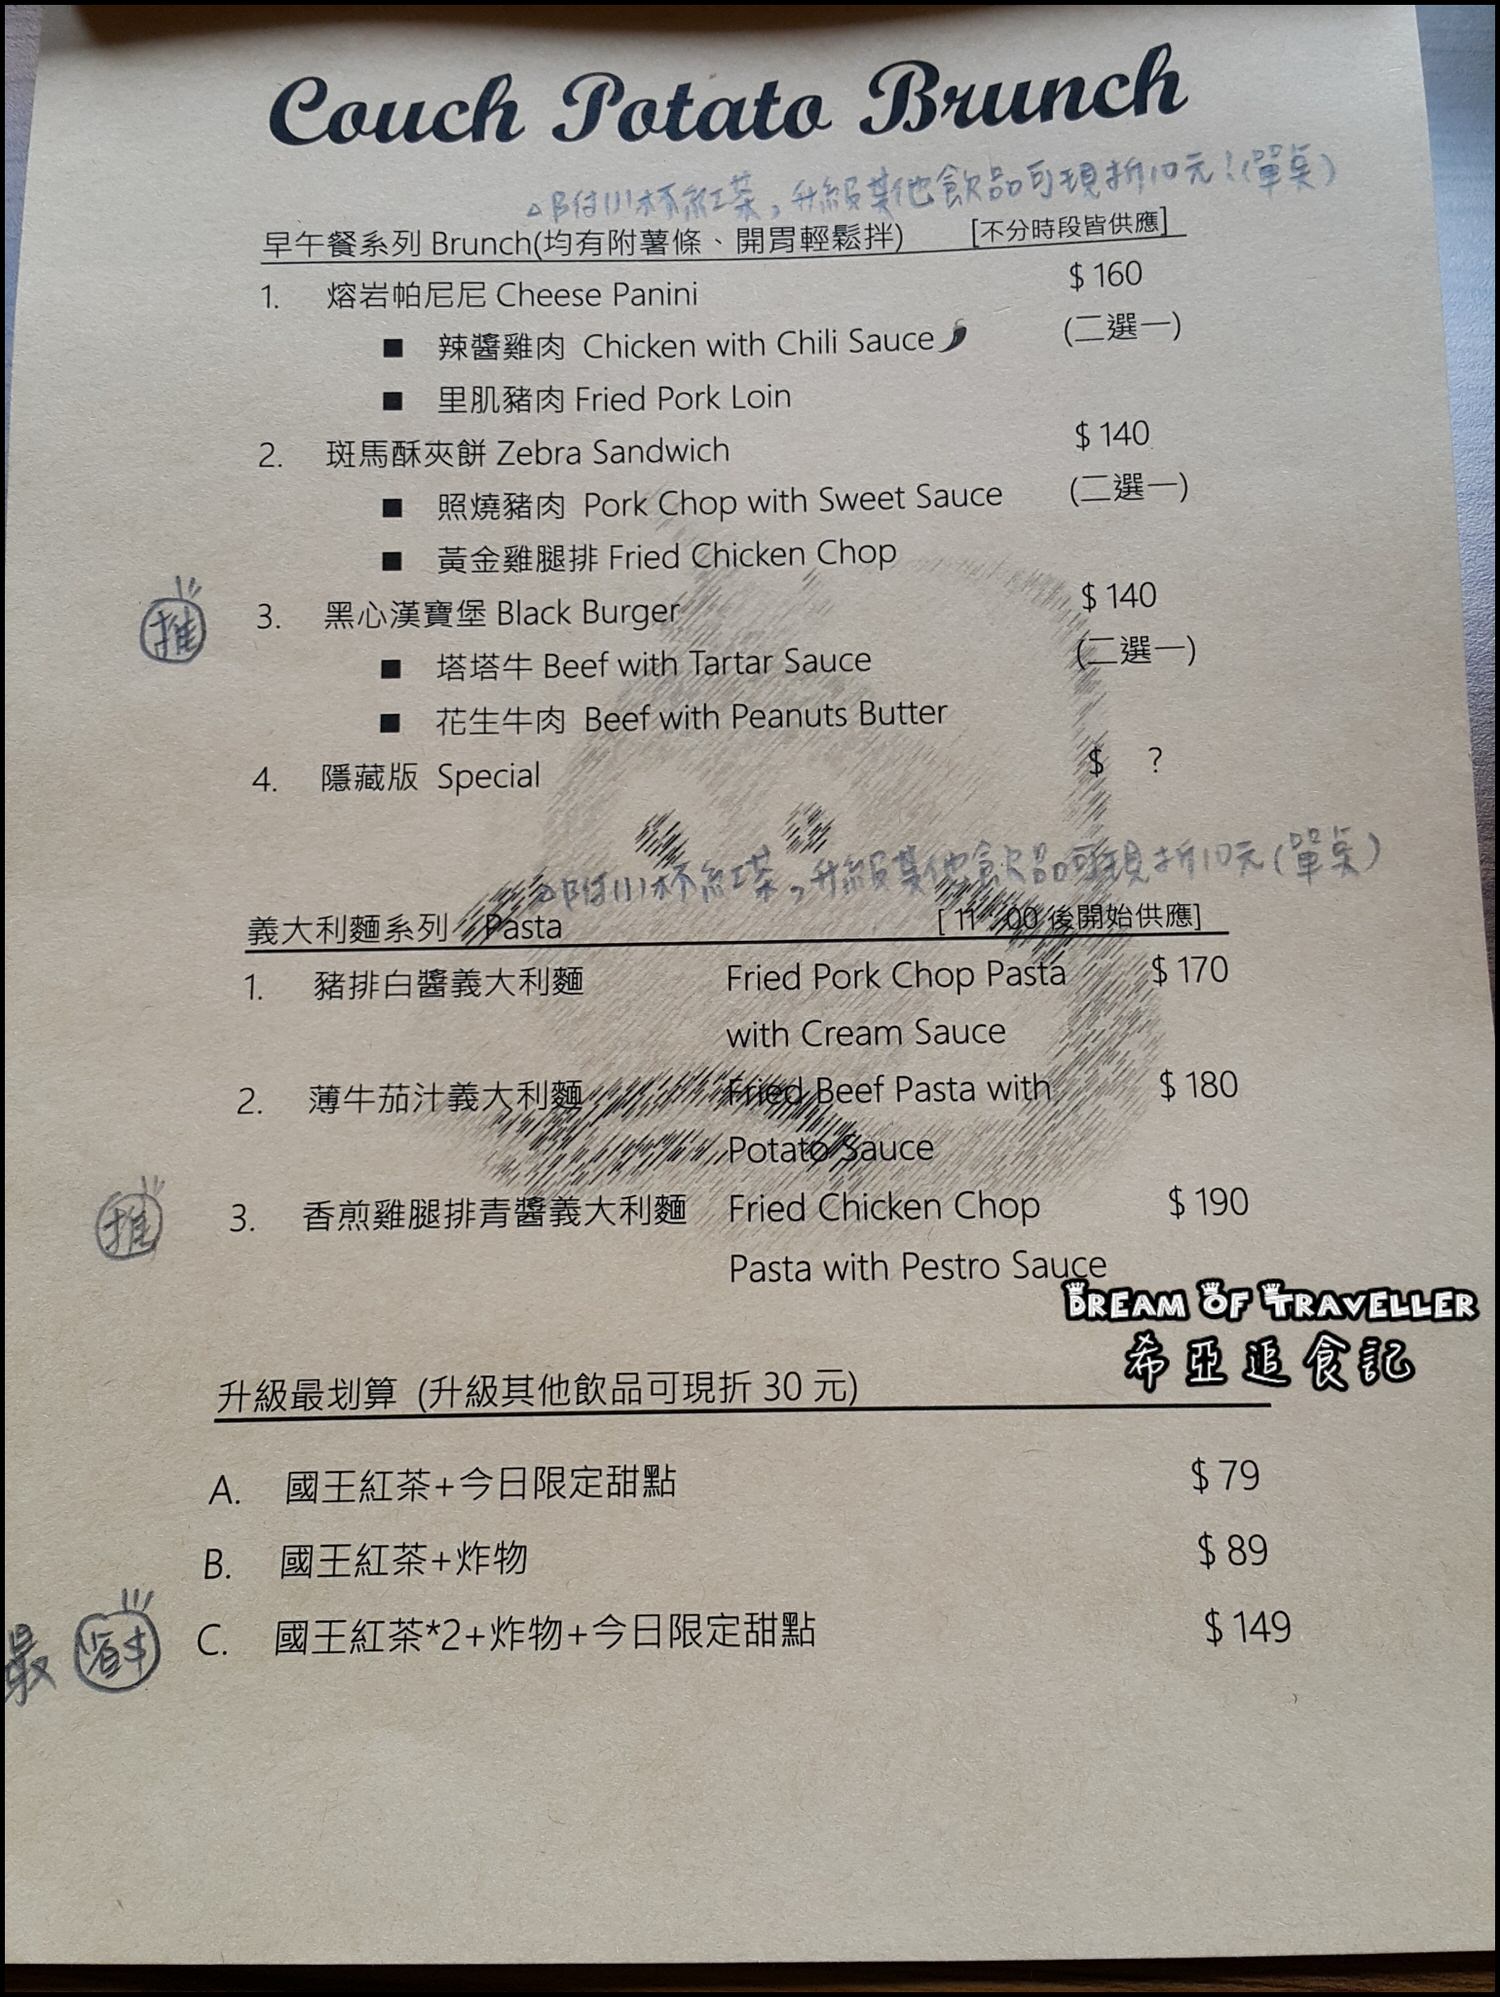 Couch Potato Brunch
△附小杯紅茶，升級其他飲品可現折10元！(單點)
早午餐系列 Brunch(均有附薯條、開胃輕鬆拌) [不分時段皆供應]
1. 熔岩帕尼尼 Cheese Panini $ 160
■ 辣醬雞肉 Chicken with Chili Sauce (二選一)
■ 里肌豬肉 Fried Pork Loin
2. 斑馬酥夾餅 Zebra Sandwich $ 140
■ 照燒豬肉 Pork Chop with Sweet Sauce (二選一)
■ 黃金雞腿排 Fried Chicken Chop
推 3. 黑心漢寶堡 Black Burger $ 140
■ 塔塔牛 Beef with Tartar Sauce (二選一)
■ 花生牛肉 Beef with Peanuts Butter
4. 隱藏版 Special $ ?
△附小杯紅茶，升級其他飲品可現折10元(單點)
義大利麵系列 Pasta [ 11：00 後開始供應]
1. 豬排白醬義大利麵 Fried Pork Chop Pasta $ 170
with Cream Sauce
2. 薄牛茄汁義大利麵 Fried Beef Pasta with $ 180
Potato Sauce
推 3. 香煎雞腿排青醬義大利麵 Fried Chicken Chop $ 190
Pasta with Pestro Sauce
DREAM OF TRAVELLER
希亞追食記
升級最划算 (升級其他飲品可現折 30 元)
A. 國王紅茶+今日限定甜點 $ 79
B. 國王紅茶+炸物 $ 89
最省 C. 國王紅茶*2+炸物+今日限定甜點 $ 149